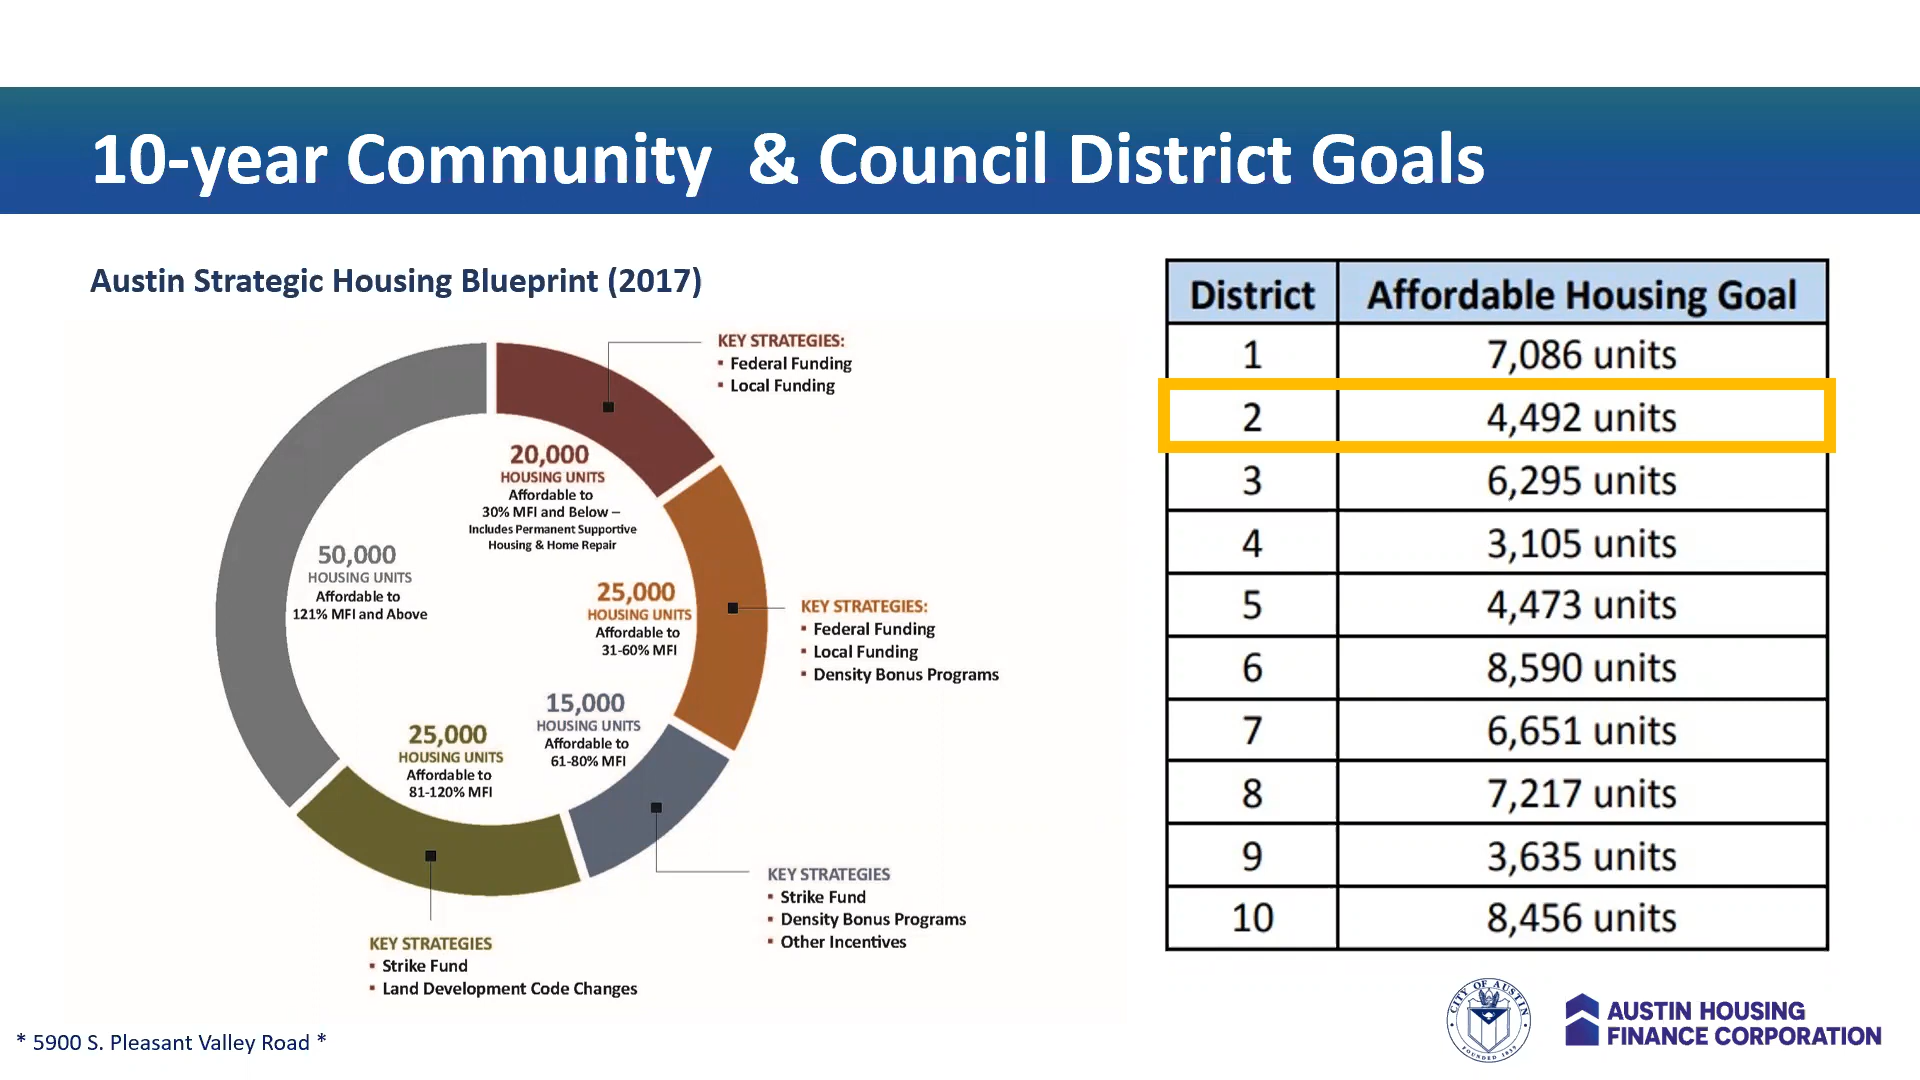 10-year Community & Council District Goals
Austin Strategic Housing Blueprint (2017)
KEY STRATEGIES:
▪ Federal Funding
▪ Local Funding
20,000
HOUSING UNITS
Affordable to
30% MFI and Below –
Includes Permanent Supportive
Housing & Home Repair
50,000
HOUSING UNITS
Affordable to
121% MFI and Above
25,000
HOUSING UNITS
Affordable to
31-60% MFI
KEY STRATEGIES:
▪ Federal Funding
▪ Local Funding
▪ Density Bonus Programs
15,000
HOUSING UNITS
Affordable to
61-80% MFI
25,000
HOUSING UNITS
Affordable to
81-120% MFI
KEY STRATEGIES
▪ Strike Fund
▪ Density Bonus Programs
▪ Other Incentives
KEY STRATEGIES
▪ Strike Fund
▪ Land Development Code Changes
District Affordable Housing Goal
1 7,086 units
2 4,492 units
3 6,295 units
4 3,105 units
5 4,473 units
6 8,590 units
7 6,651 units
8 7,217 units
9 3,635 units
10 8,456 units
* 5900 S. Pleasant Valley Road *
CITY OF AUSTIN
FOUNDED 1839
AUSTIN HOUSING
FINANCE CORPORATION